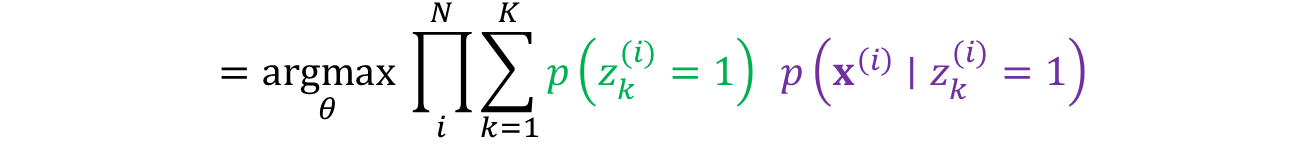 = argmax_θ ∏_i^N ∑_{k=1}^K p(z_k^{(i)} = 1) p(𝐱^{(i)} ∣ z_k^{(i)} = 1)